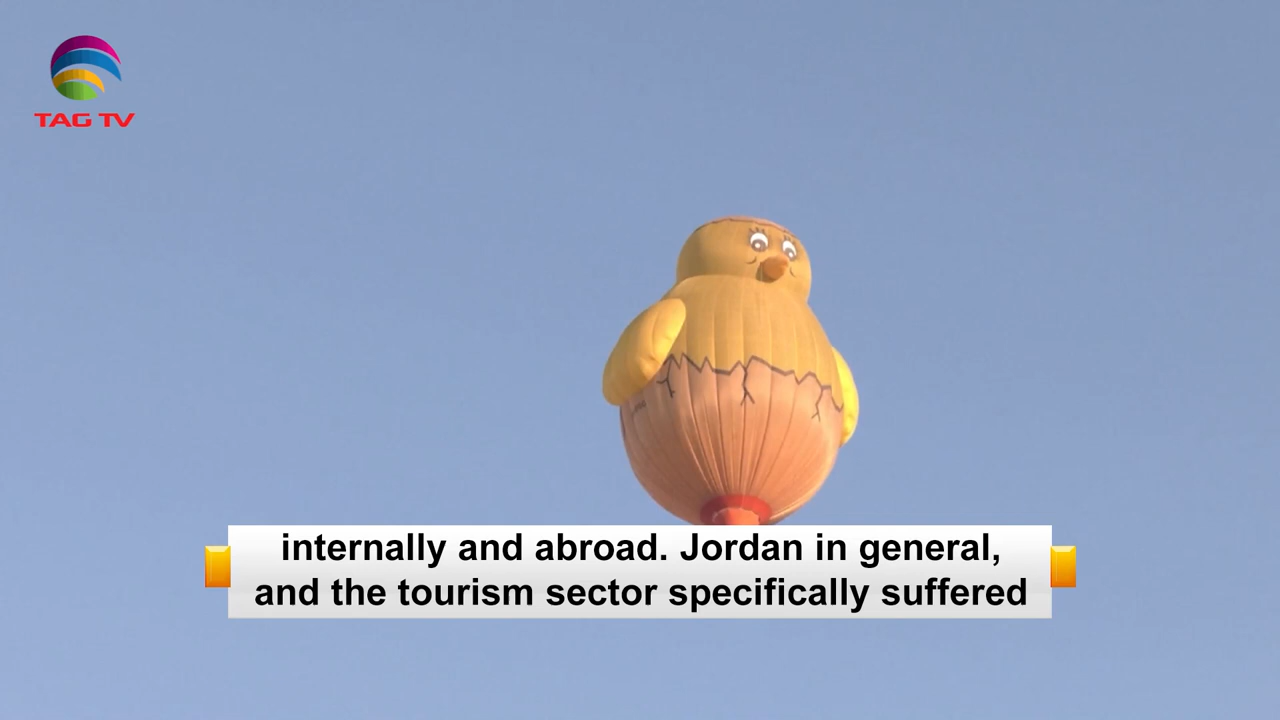 TAG TV
internally and abroad. Jordan in general,
and the tourism sector specifically suffered